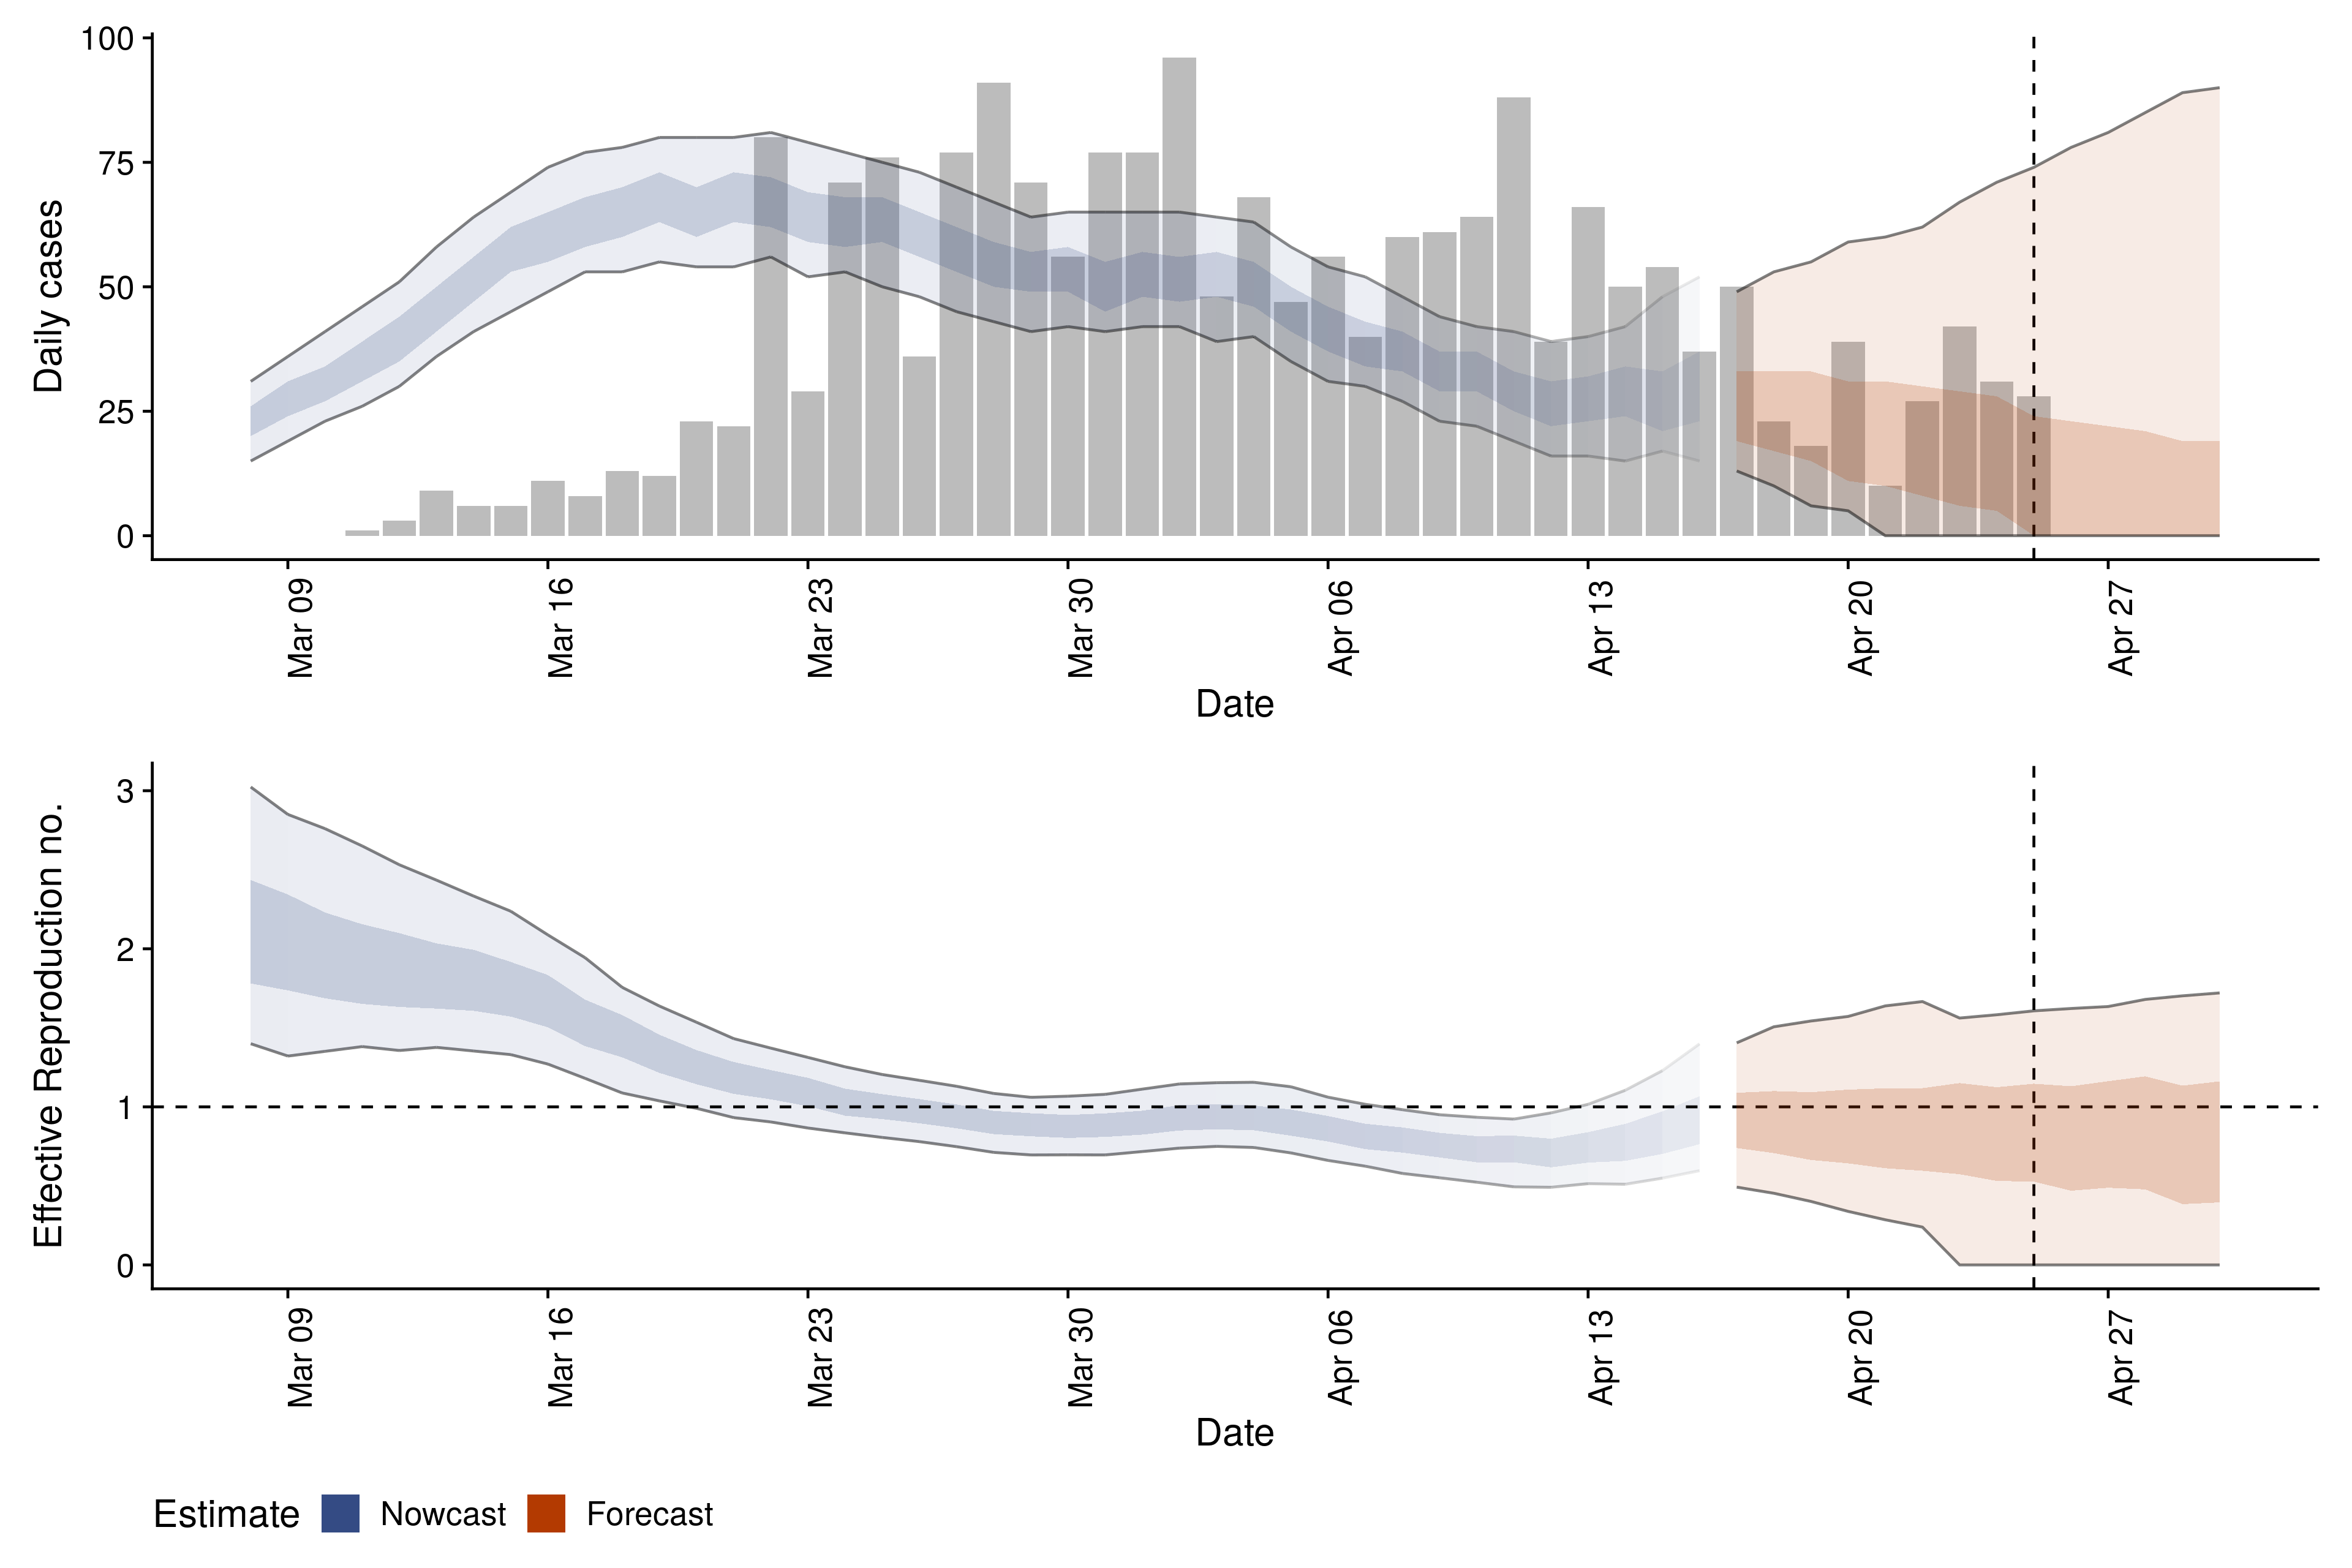 100
75
50
25
0
Daily cases
Mar 09
Mar 16
Mar 23
Mar 30
Apr 06
Apr 13
Apr 20
Apr 27
Date
3
2
1
0
Effective Reproduction no.
Mar 09
Mar 16
Mar 23
Mar 30
Apr 06
Apr 13
Apr 20
Apr 27
Date
Estimate Nowcast Forecast